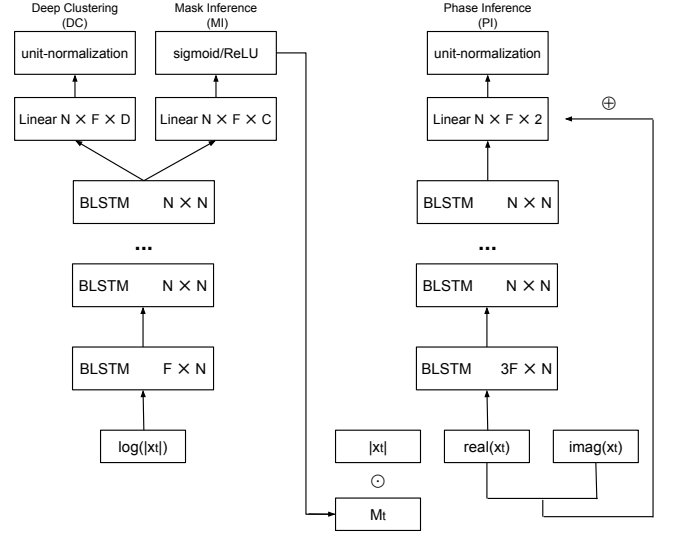 Deep Clustering
(DC)
Mask Inference
(MI)
Phase Inference
(PI)
unit-normalization
sigmoid/ReLU
unit-normalization
Linear N × F × D
Linear N × F × C
Linear N × F × 2
⊕
BLSTM N × N
BLSTM N × N
...
...
BLSTM N × N
BLSTM N × N
BLSTM F × N
BLSTM 3F × N
log(|xt|)
|xt|
real(xt)
imag(xt)
⊙
Mt